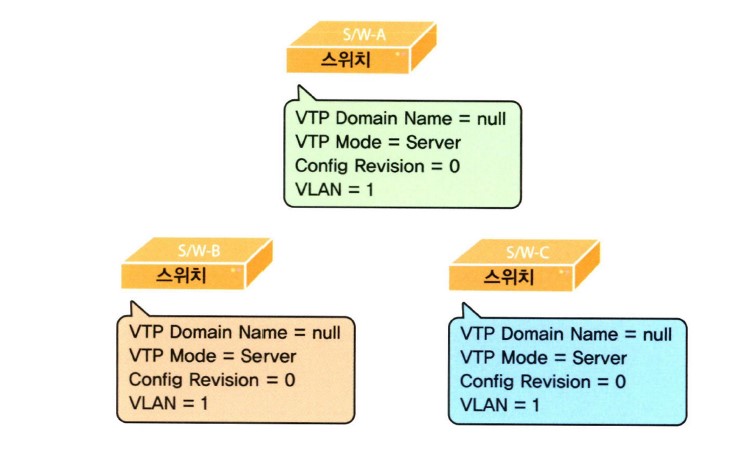 S/W-A
스위치
VTP Domain Name = null
VTP Mode = Server
Config Revision = 0
VLAN = 1
S/W-B
스위치
VTP Domain Name = null
VTP Mode = Server
Config Revision = 0
VLAN = 1
S/W-C
스위치
VTP Domain Name = null
VTP Mode = Server
Config Revision = 0
VLAN = 1